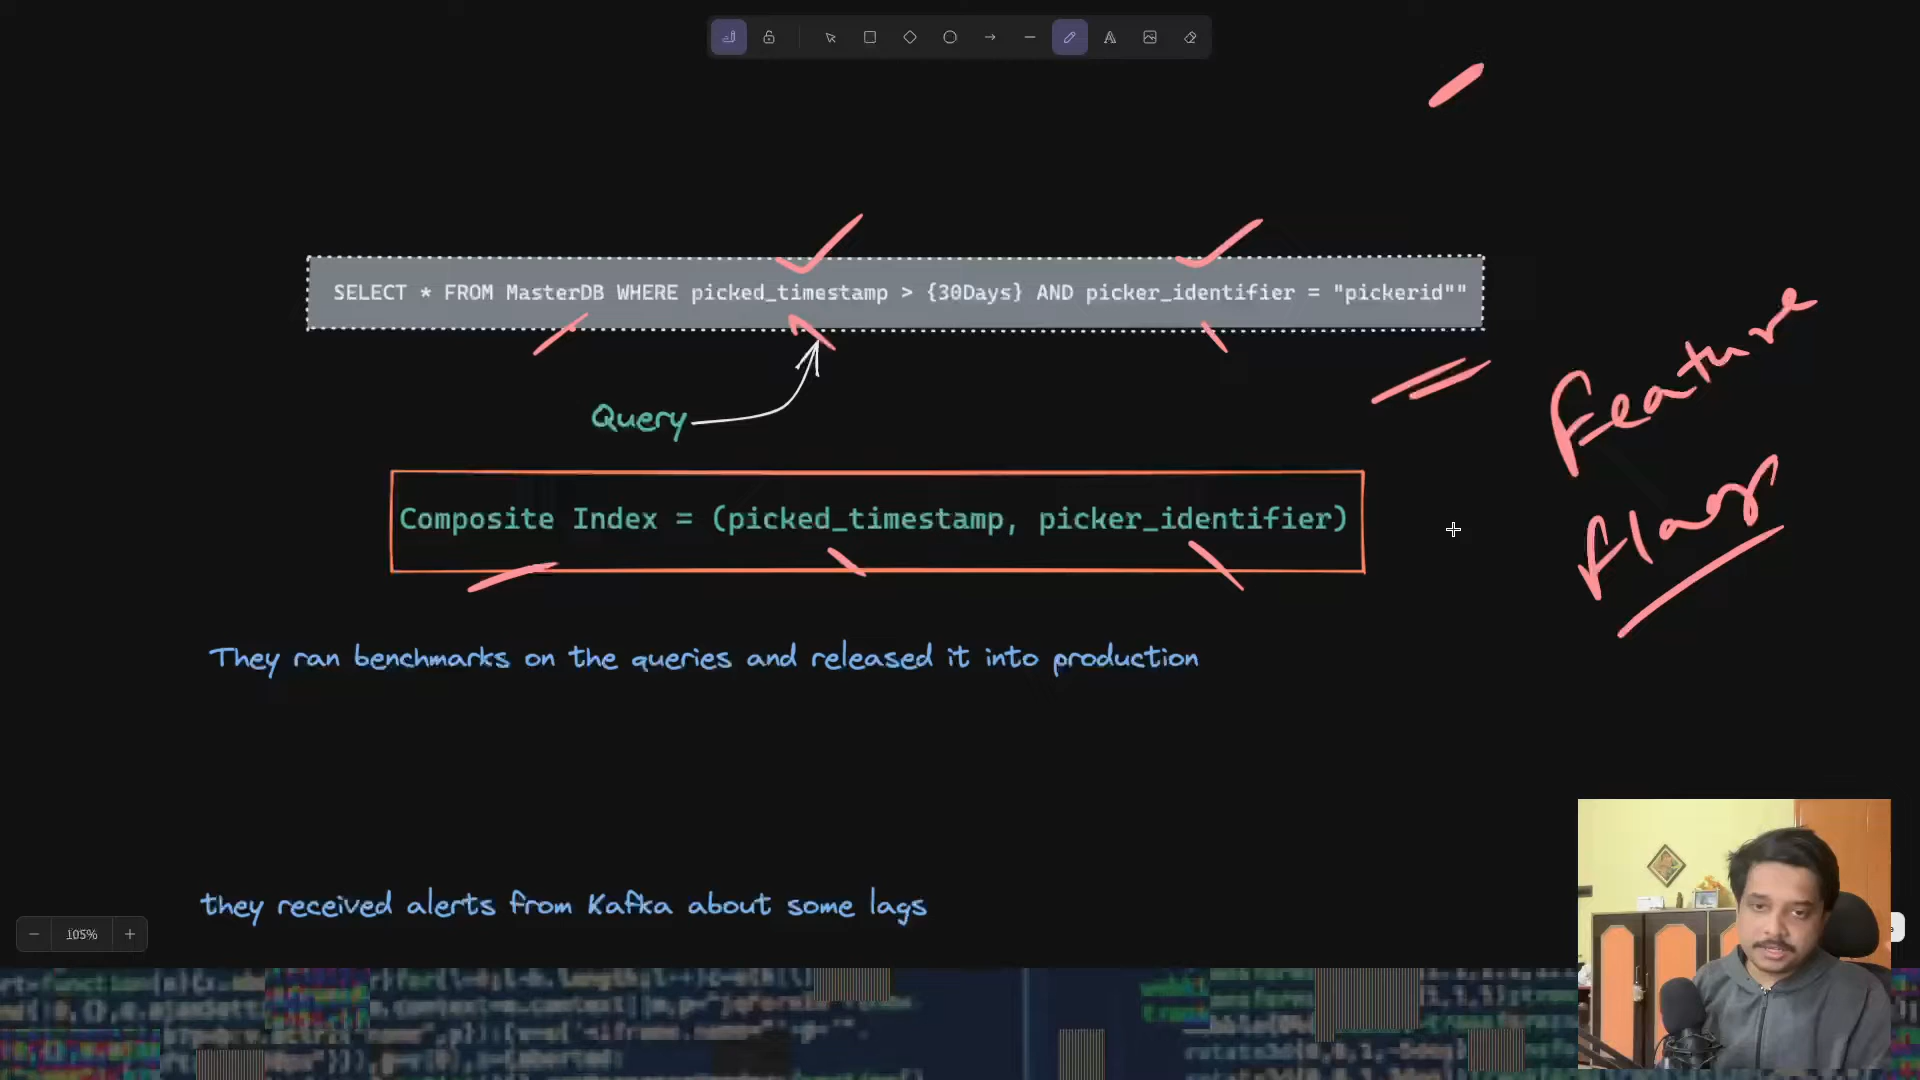 SELECT * FROM MasterDB WHERE picked_timestamp > {30Days} AND picker_identifier = "pickerid""
Query
Feature
flag
Composite Index = (picked_timestamp, picker_identifier)
They ran benchmarks on the queries and released it into production
they received alerts from Kafka about some lags
105%